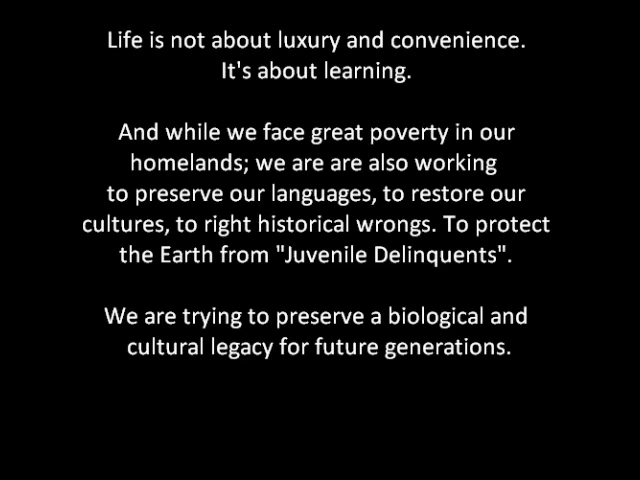 Life is not about luxury and convenience.
It's about learning.
And while we face great poverty in our
homelands; we are are also working
to preserve our languages, to restore our
cultures, to right historical wrongs. To protect
the Earth from "Juvenile Delinquents".
We are trying to preserve a biological and
cultural legacy for future generations.